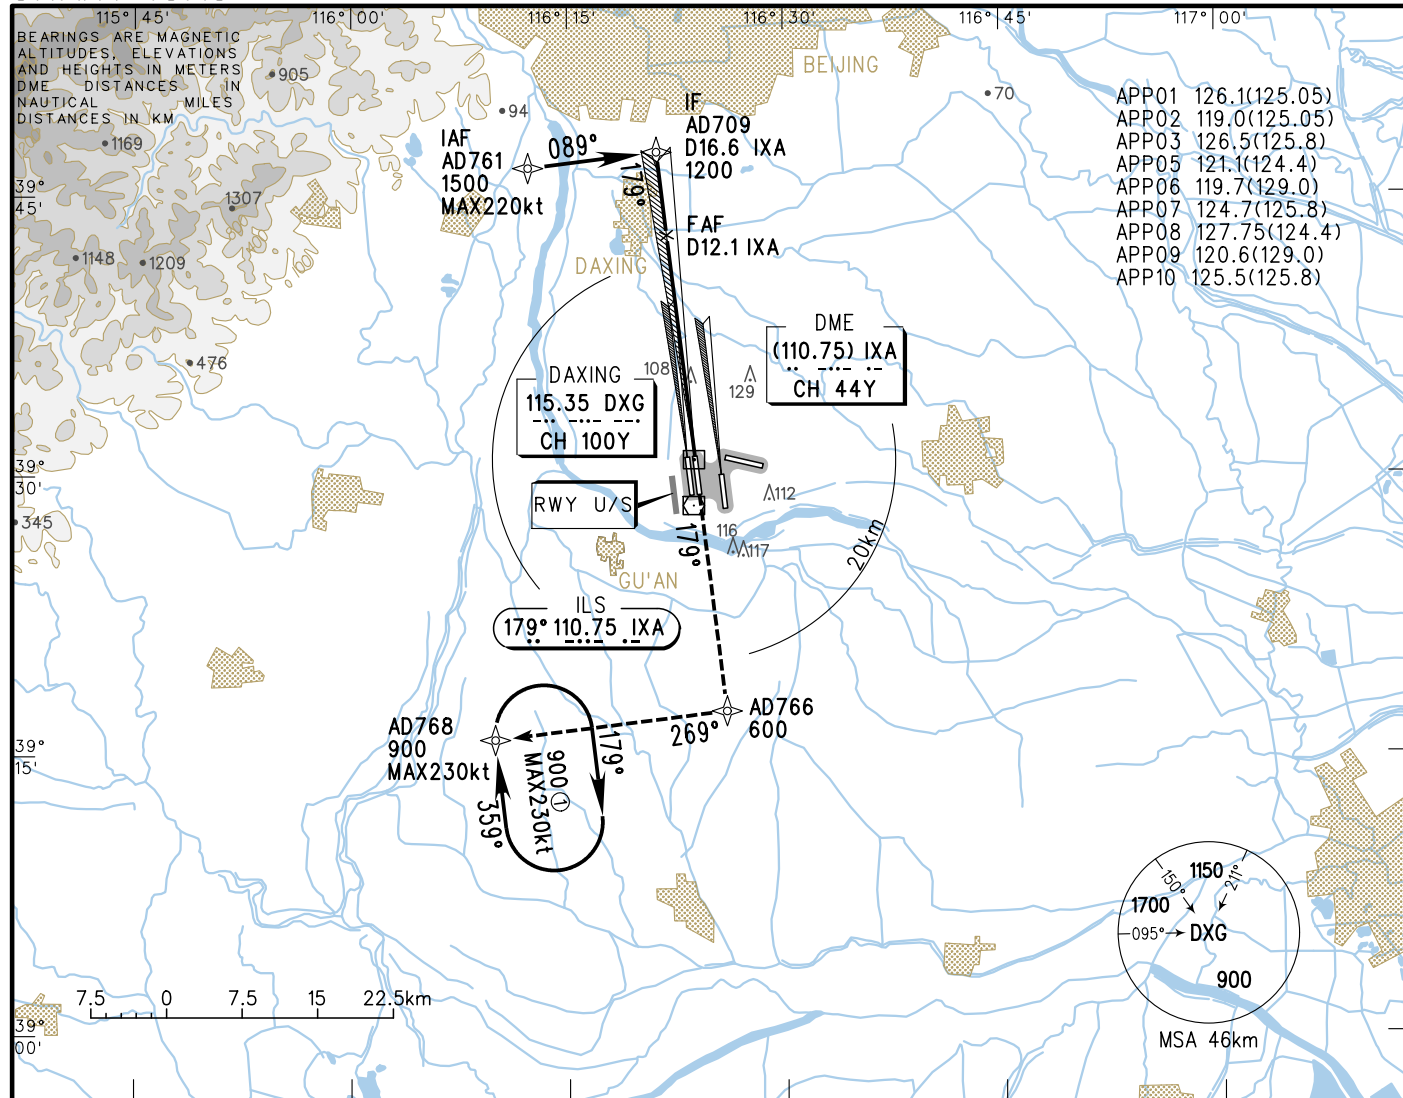 115° 45'
116° 00'
116° 15'
116° 30'
116° 45'
117° 00'
BEARINGS ARE MAGNETIC
ALTITUDES, ELEVATIONS
AND HEIGHTS IN METERS
DME DISTANCES IN
NAUTICAL MILES
DISTANCES IN KM
905
94
1169
1307
1148
1209
476
345
70
BEIJING
IAF
AD761
1500
MAX220kt
089°
IF
AD709
D16.6 IXA
1200
179°
FAF
D12.1 IXA
DAXING
APP01 126.1(125.05)
APP02 119.0(125.05)
APP03 126.5(125.8)
APP05 121.1(124.4)
APP06 119.7(129.0)
APP07 124.7(125.8)
APP08 127.75(124.4)
APP09 120.6(129.0)
APP10 125.5(125.8)
39°
45'
DME
(110.75) IXA
CH 44Y
108
129
DAXING
115.35 DXG
CH 100Y
39°
30'
RWY U/S
112
116
117
179°
20km
GU'AN
ILS
179° 110.75 IXA
AD766
600
269°
AD768
900
MAX230kt
179°
900 ①
MAX230kt
359°
39°
15'
1150
150°
211°
1700
095°
DXG
900
MSA 46km
7.5 0 7.5 15 22.5km
39°
00'